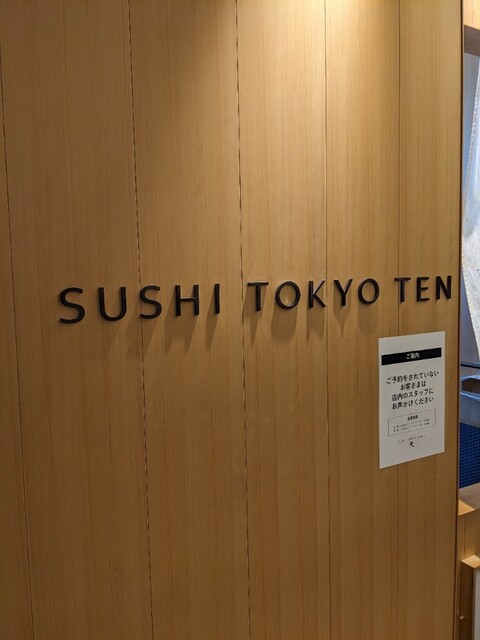 SUSHI TOKYO TEN
ご案内
ご予約をされていない
お客さまは
店内のスタッフに
お声かけください